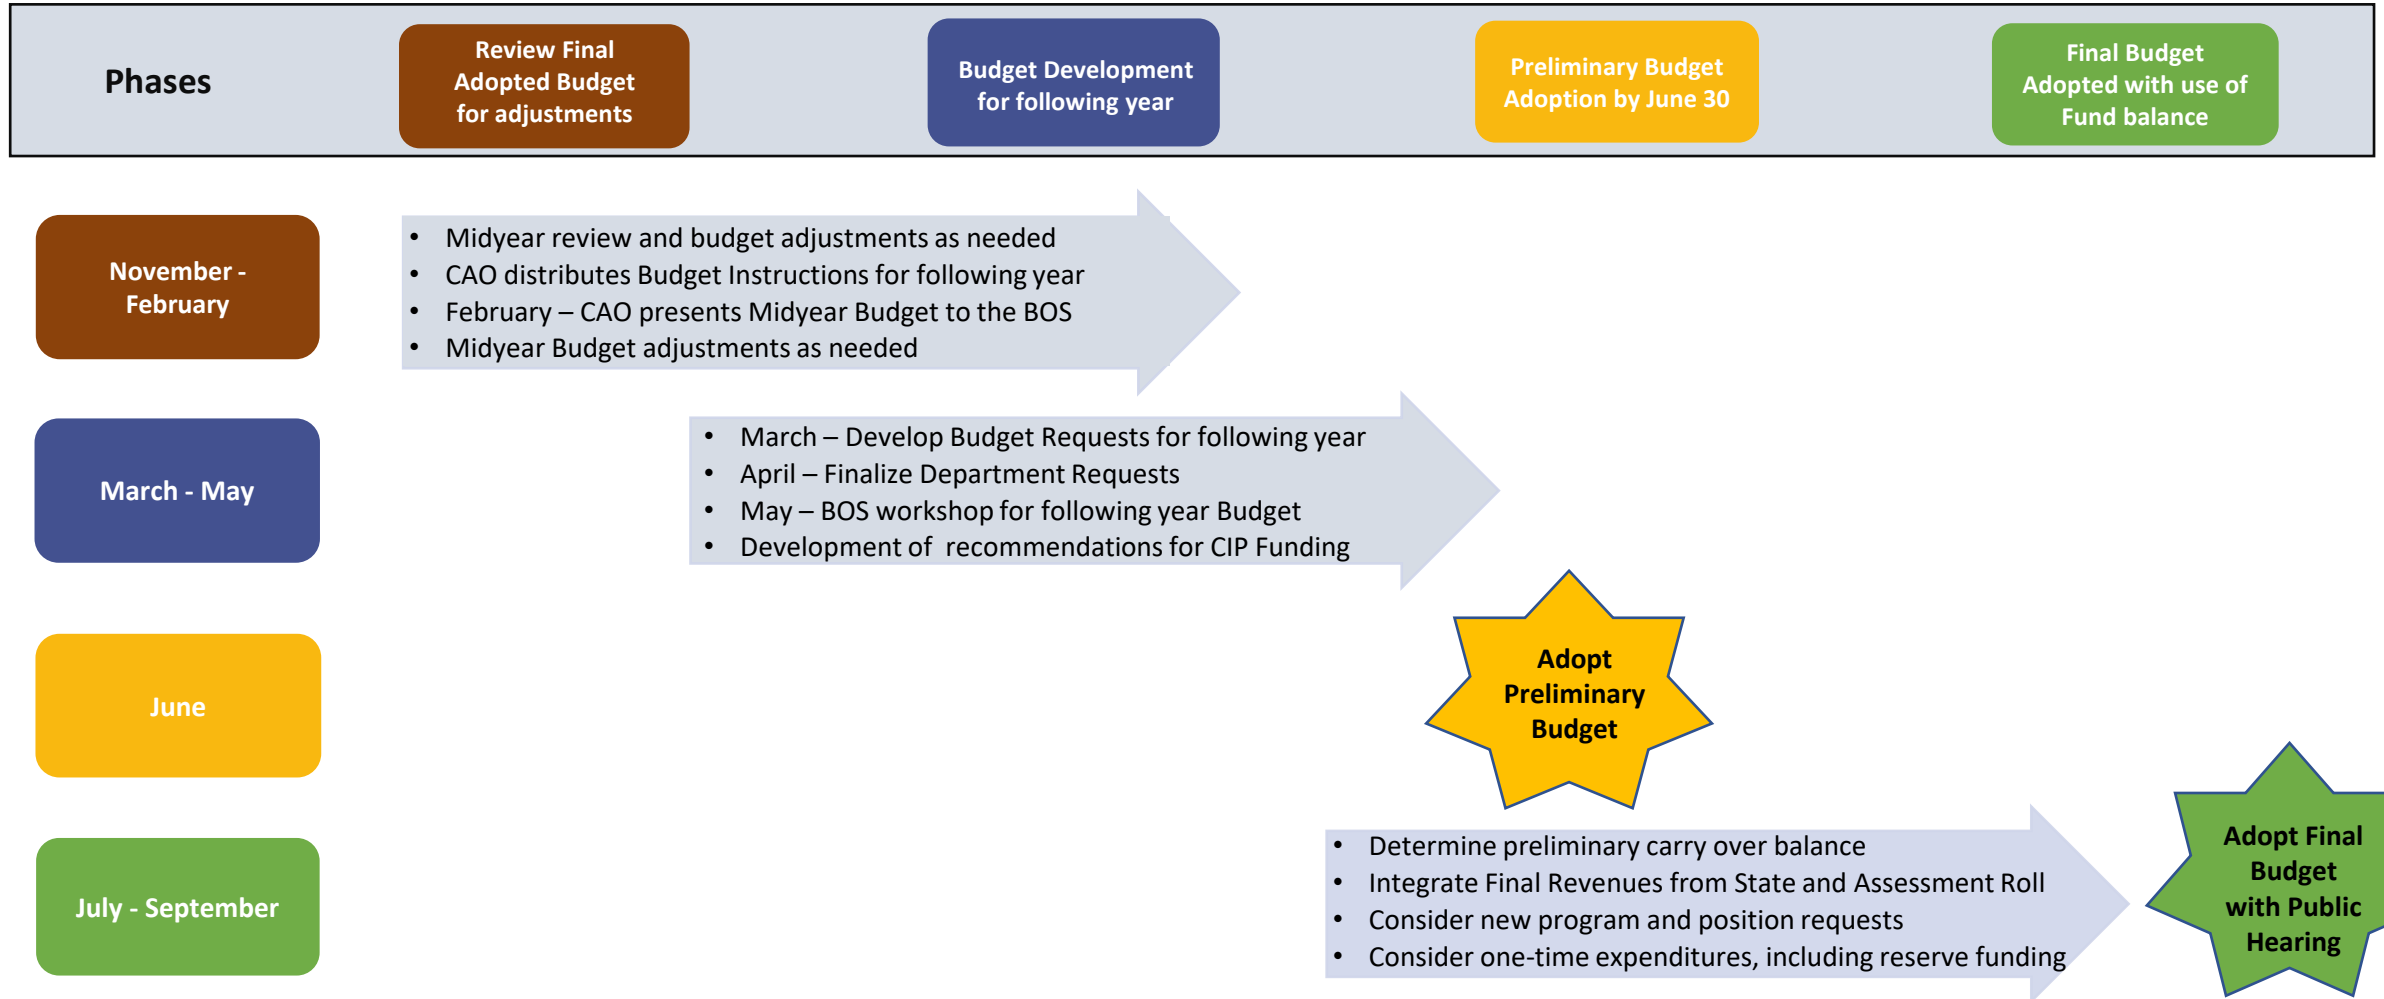 Phases
Review Final
Adopted Budget
for adjustments
Budget Development
for following year
Preliminary Budget
Adoption by June 30
Final Budget
Adopted with use of
Fund balance
November -
February
• Midyear review and budget adjustments as needed
• CAO distributes Budget Instructions for following year
• February – CAO presents Midyear Budget to the BOS
• Midyear Budget adjustments as needed
March - May
• March – Develop Budget Requests for following year
• April – Finalize Department Requests
• May – BOS workshop for following year Budget
• Development of recommendations for CIP Funding
June
Adopt
Preliminary
Budget
July - September
• Determine preliminary carry over balance
• Integrate Final Revenues from State and Assessment Roll
• Consider new program and position requests
• Consider one-time expenditures, including reserve funding
Adopt Final
Budget
with Public
Hearing